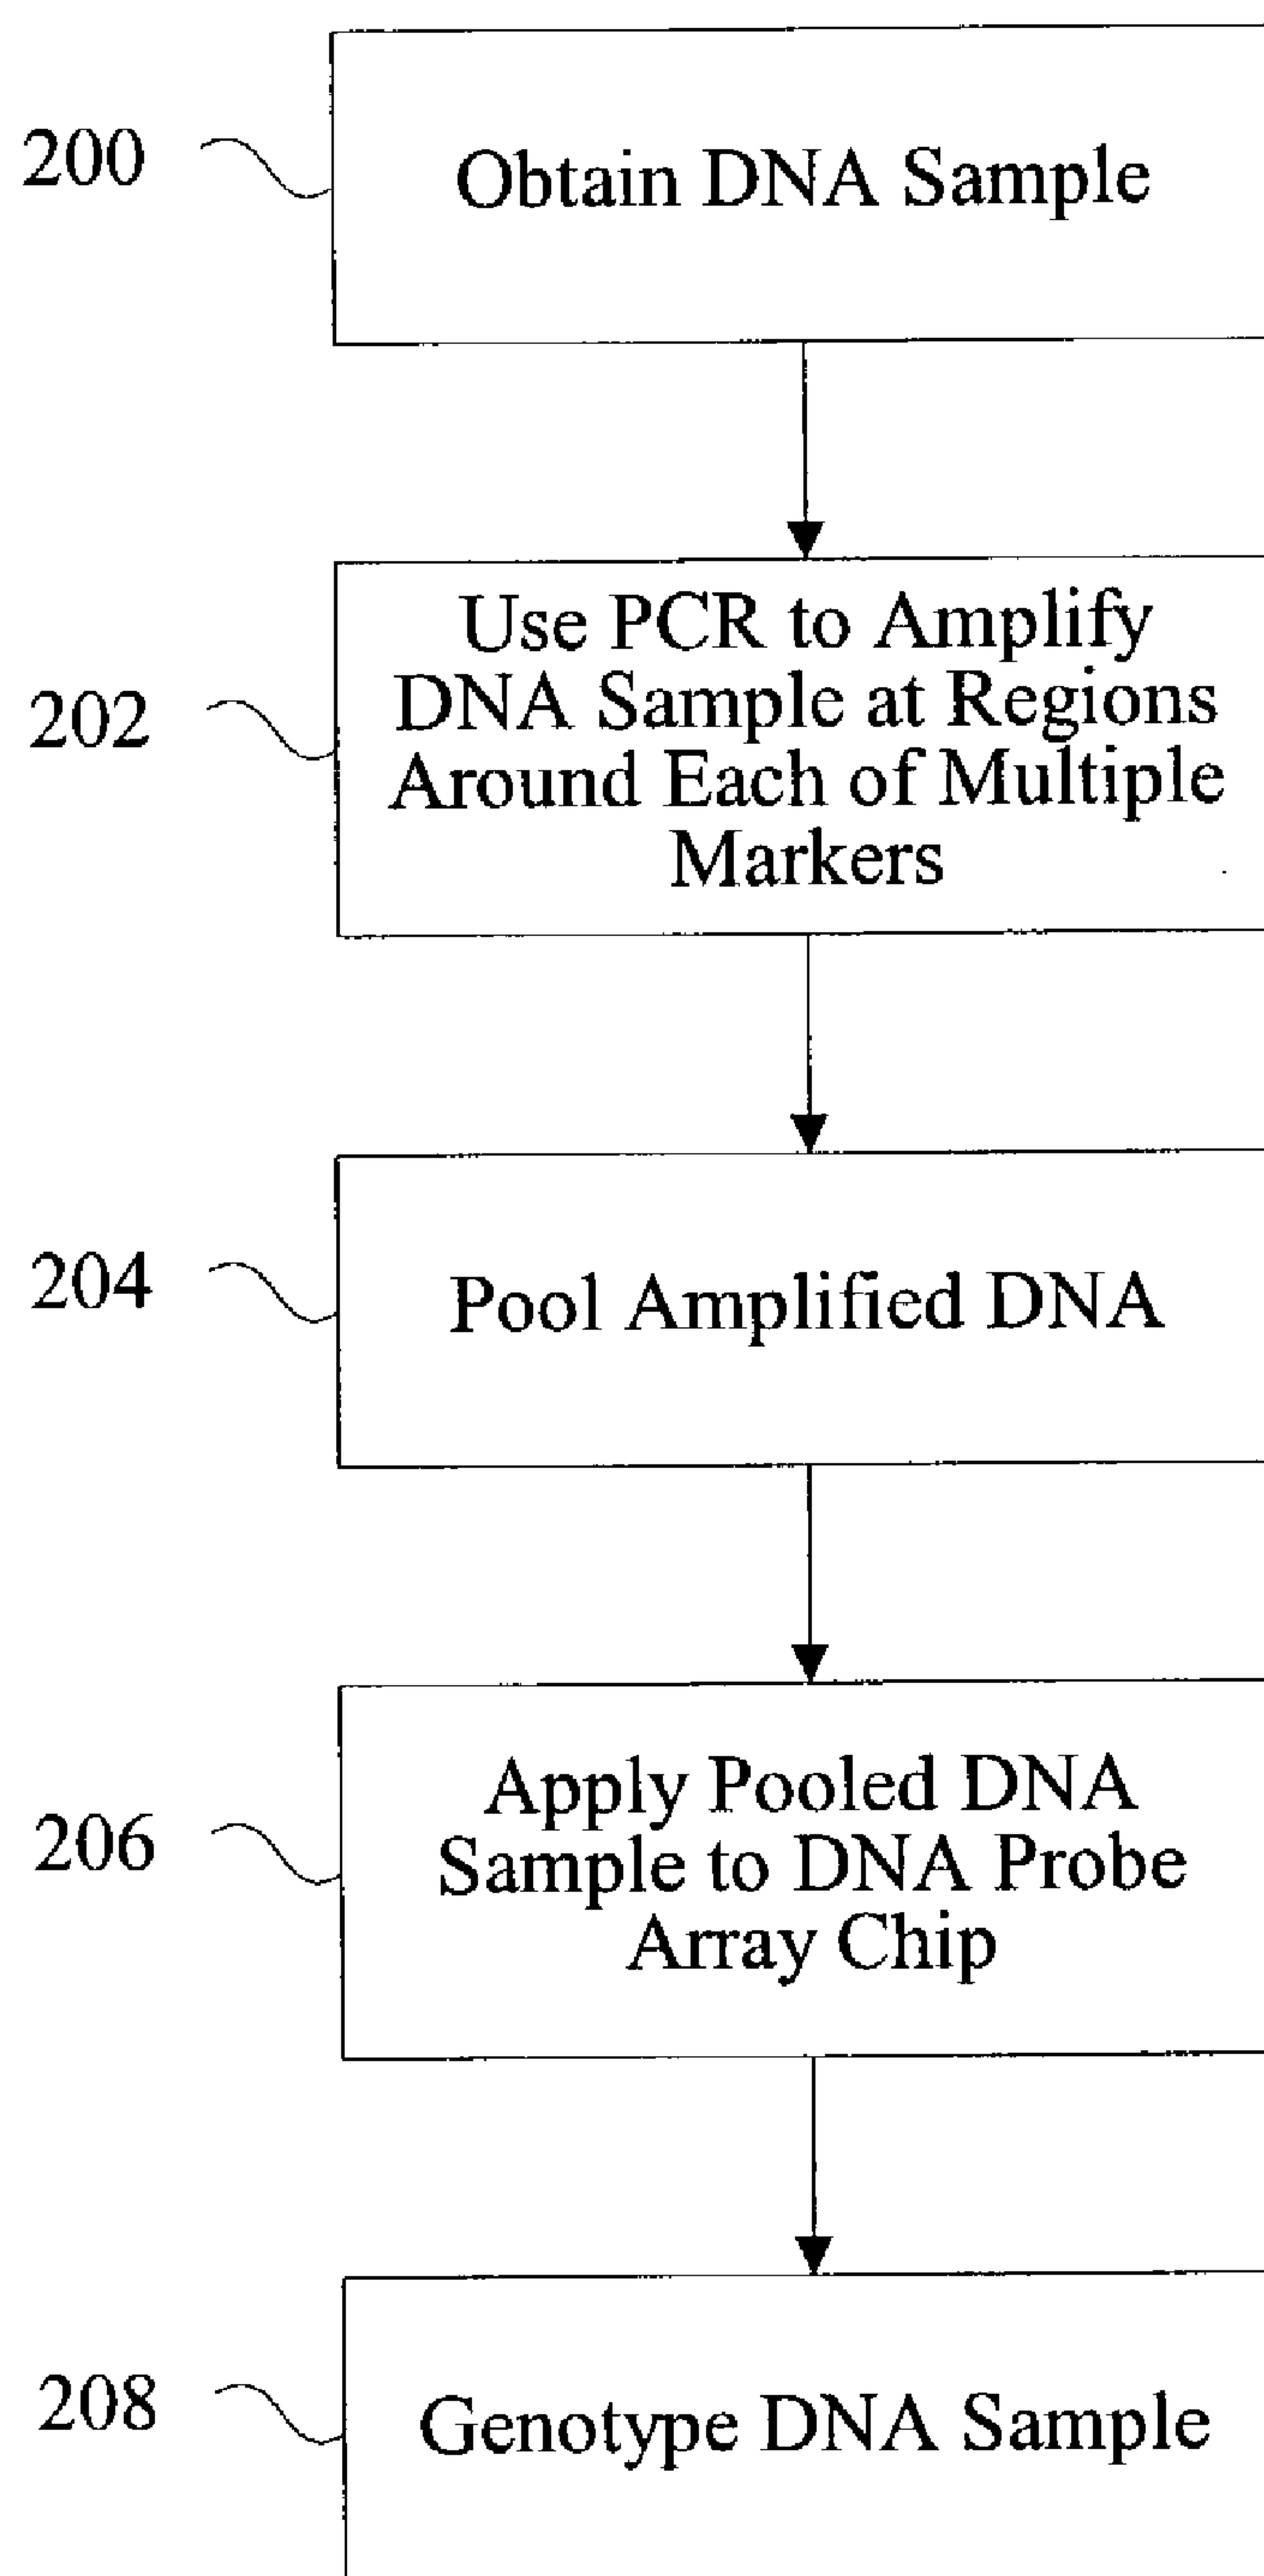 200
Obtain DNA Sample
202
Use PCR to Amplify
DNA Sample at Regions
Around Each of Multiple
Markers
204
Pool Amplified DNA
206
Apply Pooled DNA
Sample to DNA Probe
Array Chip
208
Genotype DNA Sample